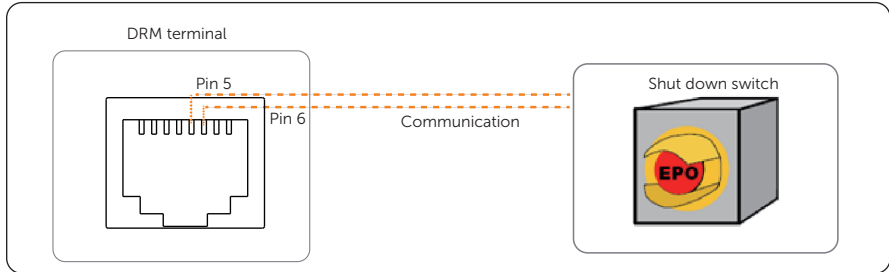 DRM terminal
Pin 5
Pin 6
Communication
Shut down switch
EPO